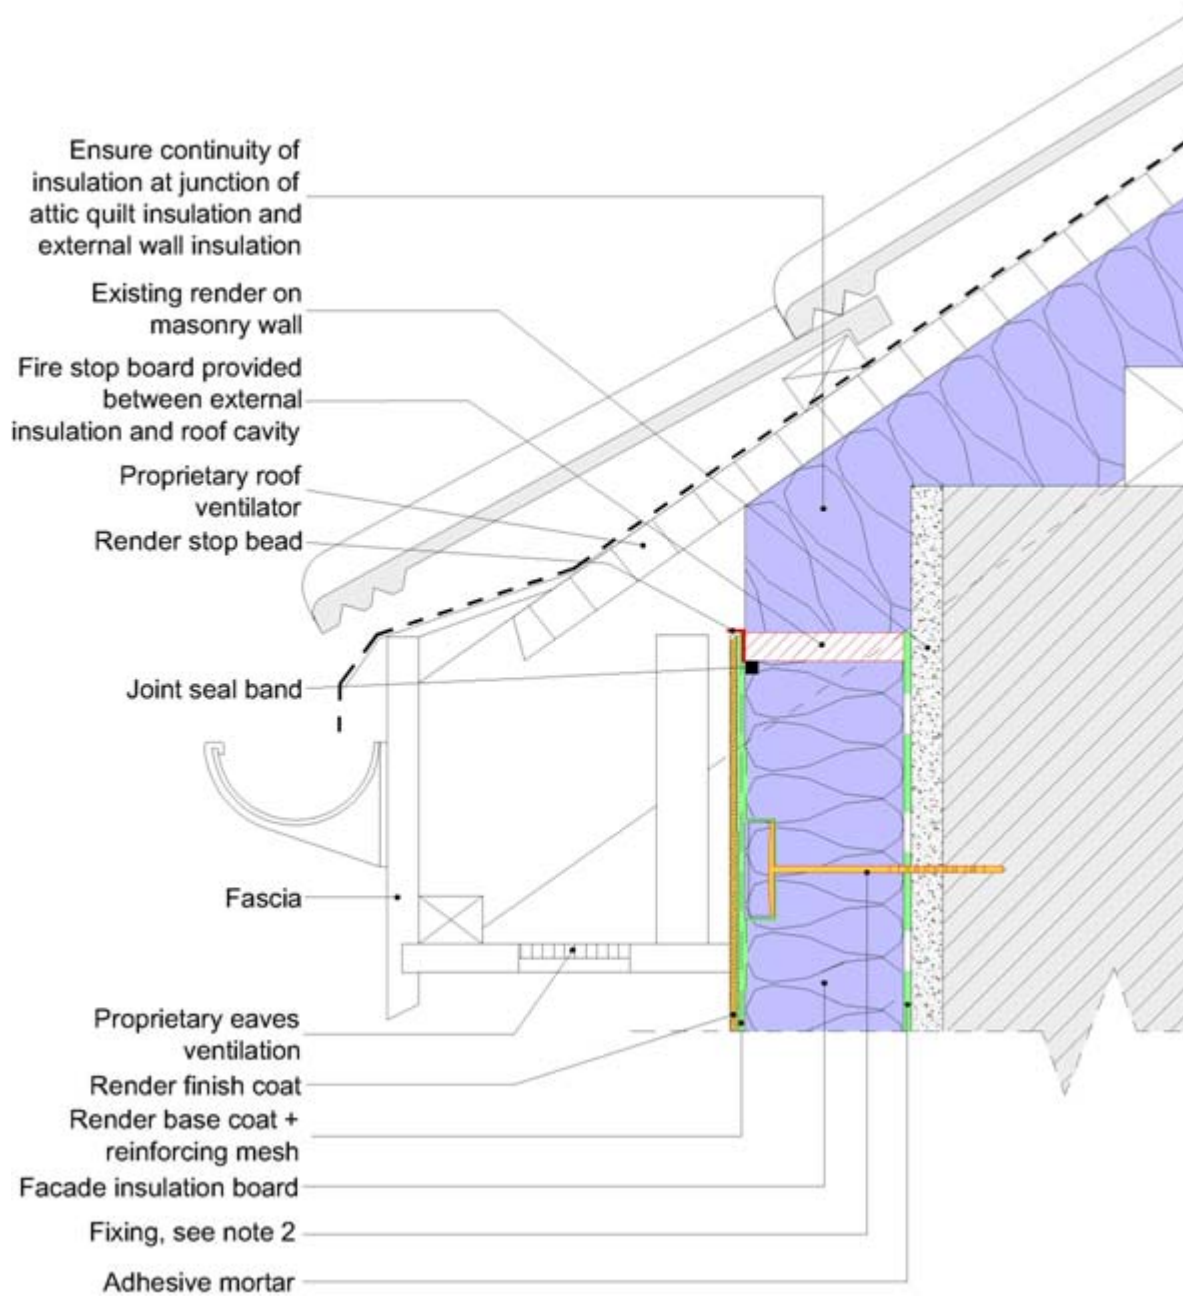 Ensure continuity of
insulation at junction of
attic quilt insulation and
external wall insulation
Existing render on
masonry wall
Fire stop board provided
between external
insulation and roof cavity
Proprietary roof
ventilator
Render stop bead
Joint seal band
Fascia
Proprietary eaves
ventilation
Render finish coat
Render base coat +
reinforcing mesh
Facade insulation board
Fixing, see note 2
Adhesive mortar